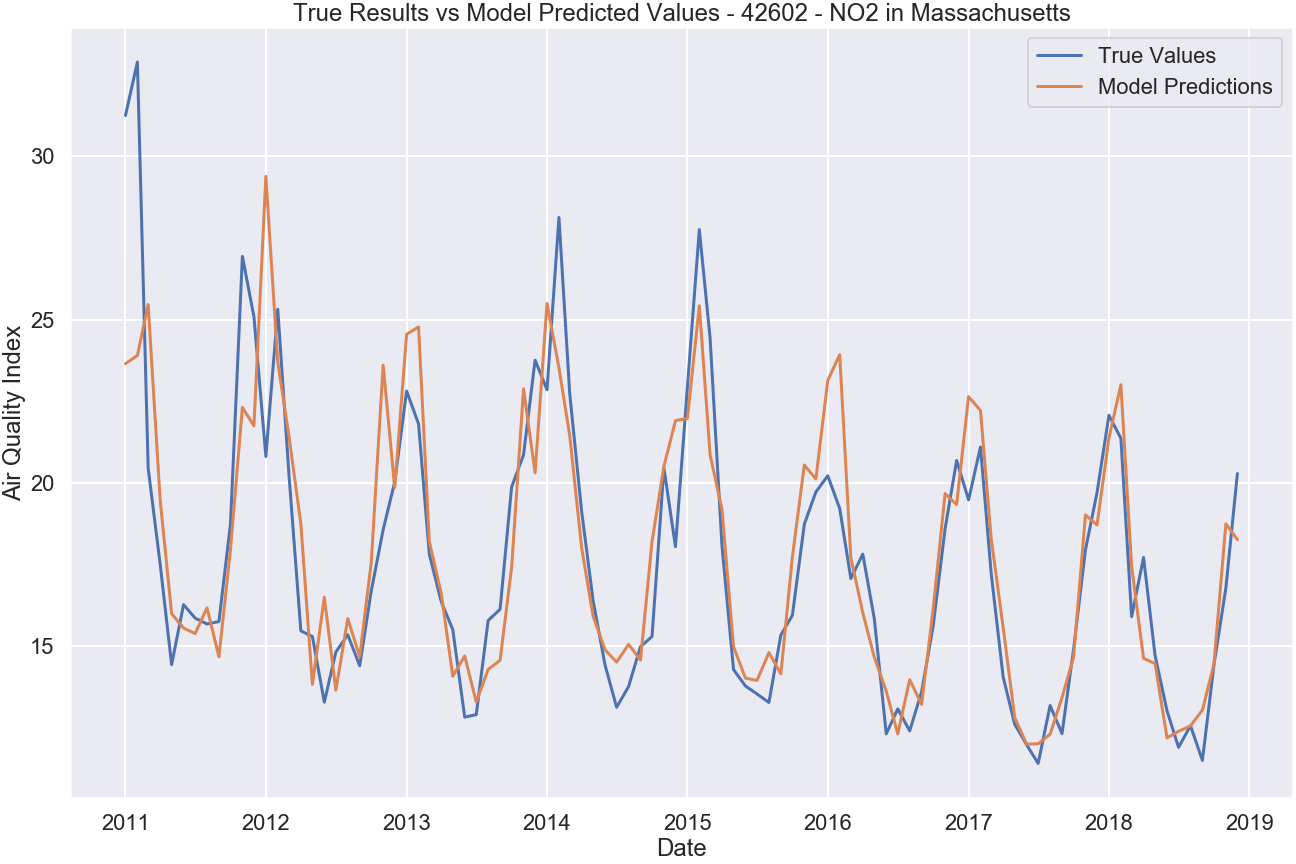 True Results vs Model Predicted Values - 42602 - NO2 in Massachusetts
True Values
Model Predictions
Air Quality Index
30
25
20
15
2011 2012 2013 2014 2015 2016 2017 2018 2019
Date